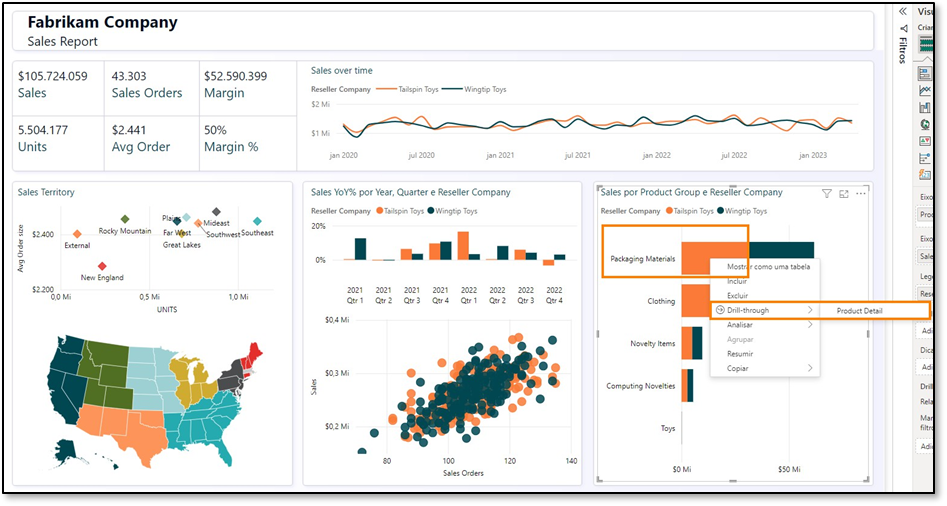 Fabrikam Company
Sales Report
$105.724.059
Sales
43.303
Sales Orders
$52.590.399
Margin
5.504.177
Units
$2.441
Avg Order
50%
Margin %
Sales over time
Reseller Company Tailspin Toys Wingtip Toys
$2 Mi
$1 Mi
jan 2020 jul 2020 jan 2021 jul 2021 jan 2022 jul 2022 jan 2023
Sales Territory
Avg Order size
$2.400
$2.200
External
Rocky Mountain
New England
Plains
Far West
Great Lakes
Mideast
Southwest
Southeast
0,0 Mi 0,5 Mi 1,0 Mi
UNITS
Sales YoY% por Year, Quarter e Reseller Company
Reseller Company Tailspin Toys Wingtip Toys
10%
0%
2021 2021 2021 2021 2022 2022 2022 2022
Qtr 1 Qtr 2 Qtr 3 Qtr 4 Qtr 1 Qtr 2 Qtr 3 Qtr 4
$0,4 Mi
$0,3 Mi
$0,2 Mi
Sales
80 100 120 140
Sales Orders
Sales por Product Group e Reseller Company
Reseller Company Tailspin Toys Wingtip Toys
Packaging Materials
Clothing
Novelty Items
Computing Novelties
Toys
$0 Mi $50 Mi
Mostrar como uma tabela
Incluir
Excluir
Drill-through
Analisar
Agrupar
Resumir
Copiar
Product Detail
Filtros
Visu
Criar
Eixo
Proc
Eixo
Sale
Lege
Rese
Adic
Dica
Adic
Drill
Rela
Man
filtro
Adic